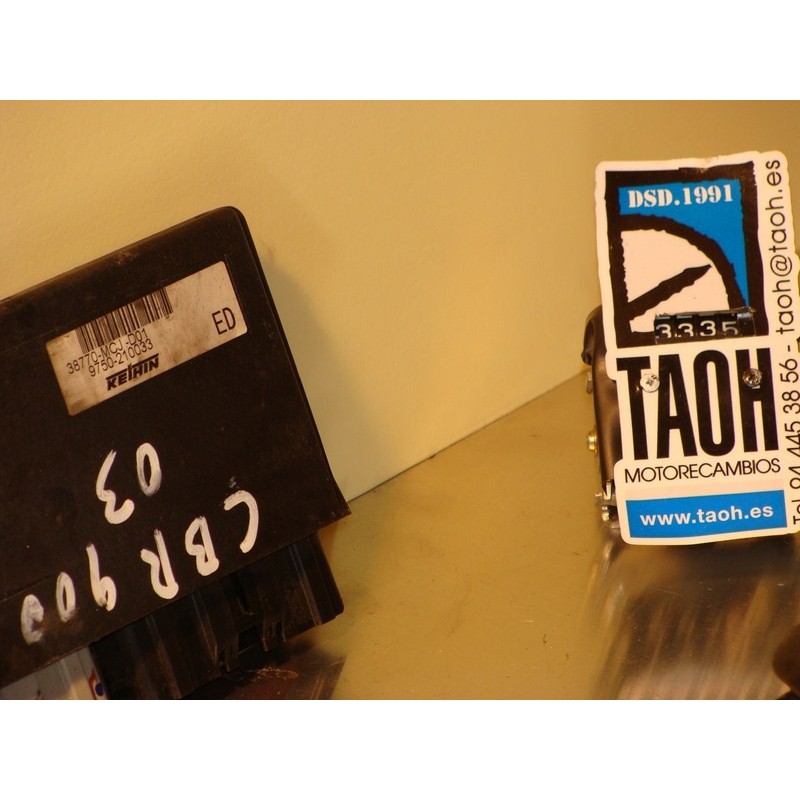 38770-MCJ-D01
9750-210033
KEIHIN
ED
CBR 900
03
DSD.1991
3335
TAOH
MOTORECAMBIOS
www.taoh.es
Tel 94 445 38 56 - taoh@taoh.es